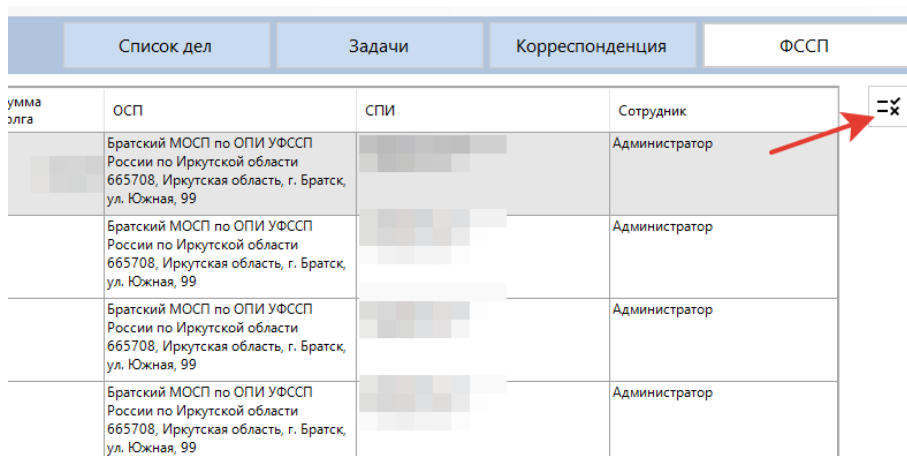 Список дел
Задачи
Корреспонденция
ФССП
умма
олга
ОСП
СПИ
Сотрудник
Братский МОСП по ОПИ УФССП
России по Иркутской области
665708, Иркутская область, г. Братск,
ул. Южная, 99
Администратор
Братский МОСП по ОПИ УФССП
России по Иркутской области
665708, Иркутская область, г. Братск,
ул. Южная, 99
Администратор
Братский МОСП по ОПИ УФССП
России по Иркутской области
665708, Иркутская область, г. Братск,
ул. Южная, 99
Администратор
Братский МОСП по ОПИ УФССП
России по Иркутской области
665708, Иркутская область, г. Братск,
ул. Южная, 99
Администратор